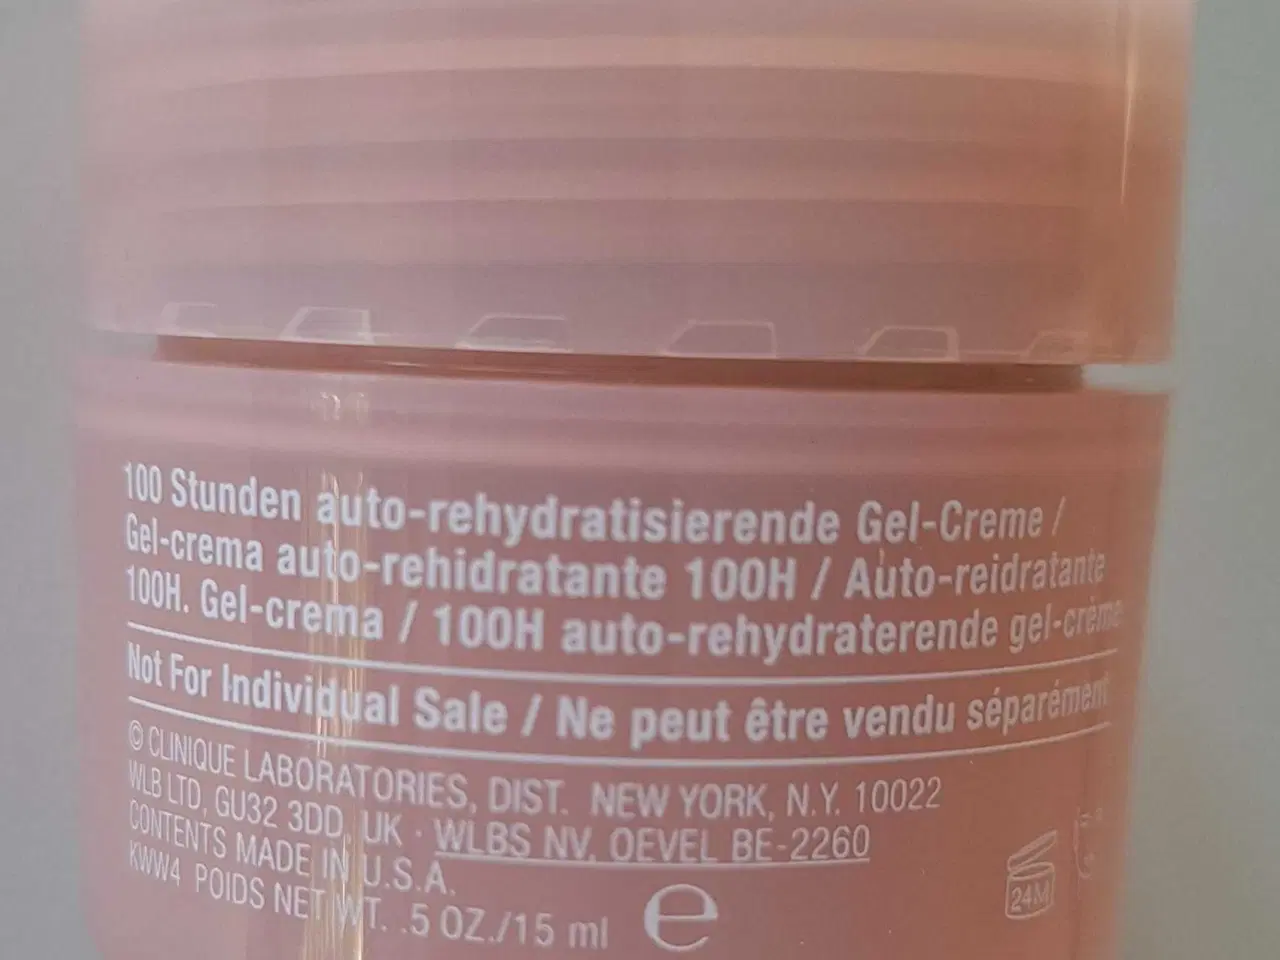 100 Stunden auto-rehydratisierende Gel-Creme /
Gel-crema auto-rehidratante 100H / Auto-reidratante
100H. Gel-crema / 100H auto-rehydraterende gel-crème
Not For Individual Sale / Ne peut être vendu séparément
© CLINIQUE LABORATORIES, DIST. NEW YORK, N.Y. 10022
WLB LTD, GU32 3DD, UK · WLBS NV, OEVEL BE-2260
CONTENTS MADE IN U.S.A.
KWW4 POIDS NET WT. .5 OZ./15 ml e
24M